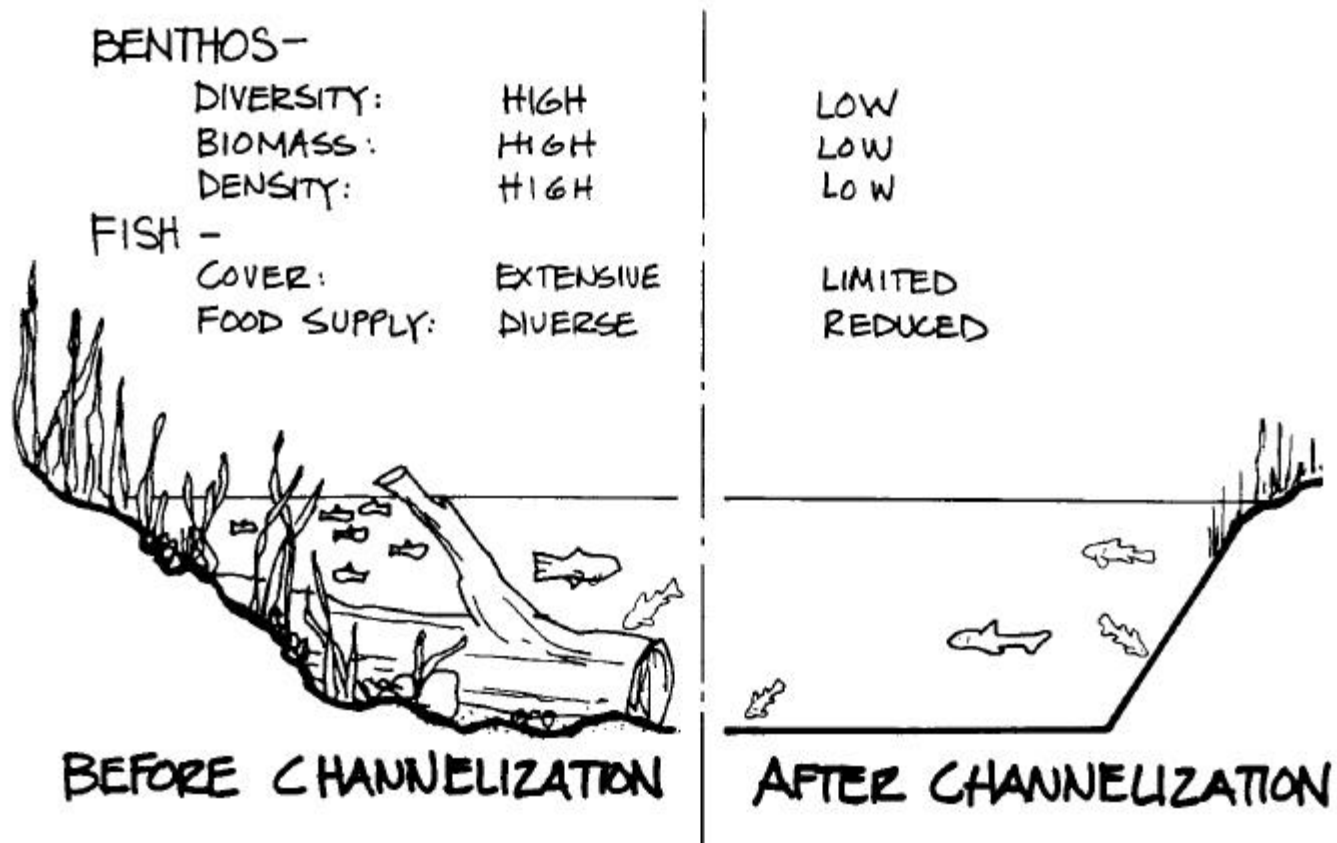 BENTHOS-
DIVERSITY: HIGH LOW
BIOMASS: HIGH LOW
DENSITY: HIGH LOW
FISH -
COVER: EXTENSIVE LIMITED
FOOD SUPPLY: DIVERSE REDUCED
BEFORE CHANNELIZATION AFTER CHANNELIZATION